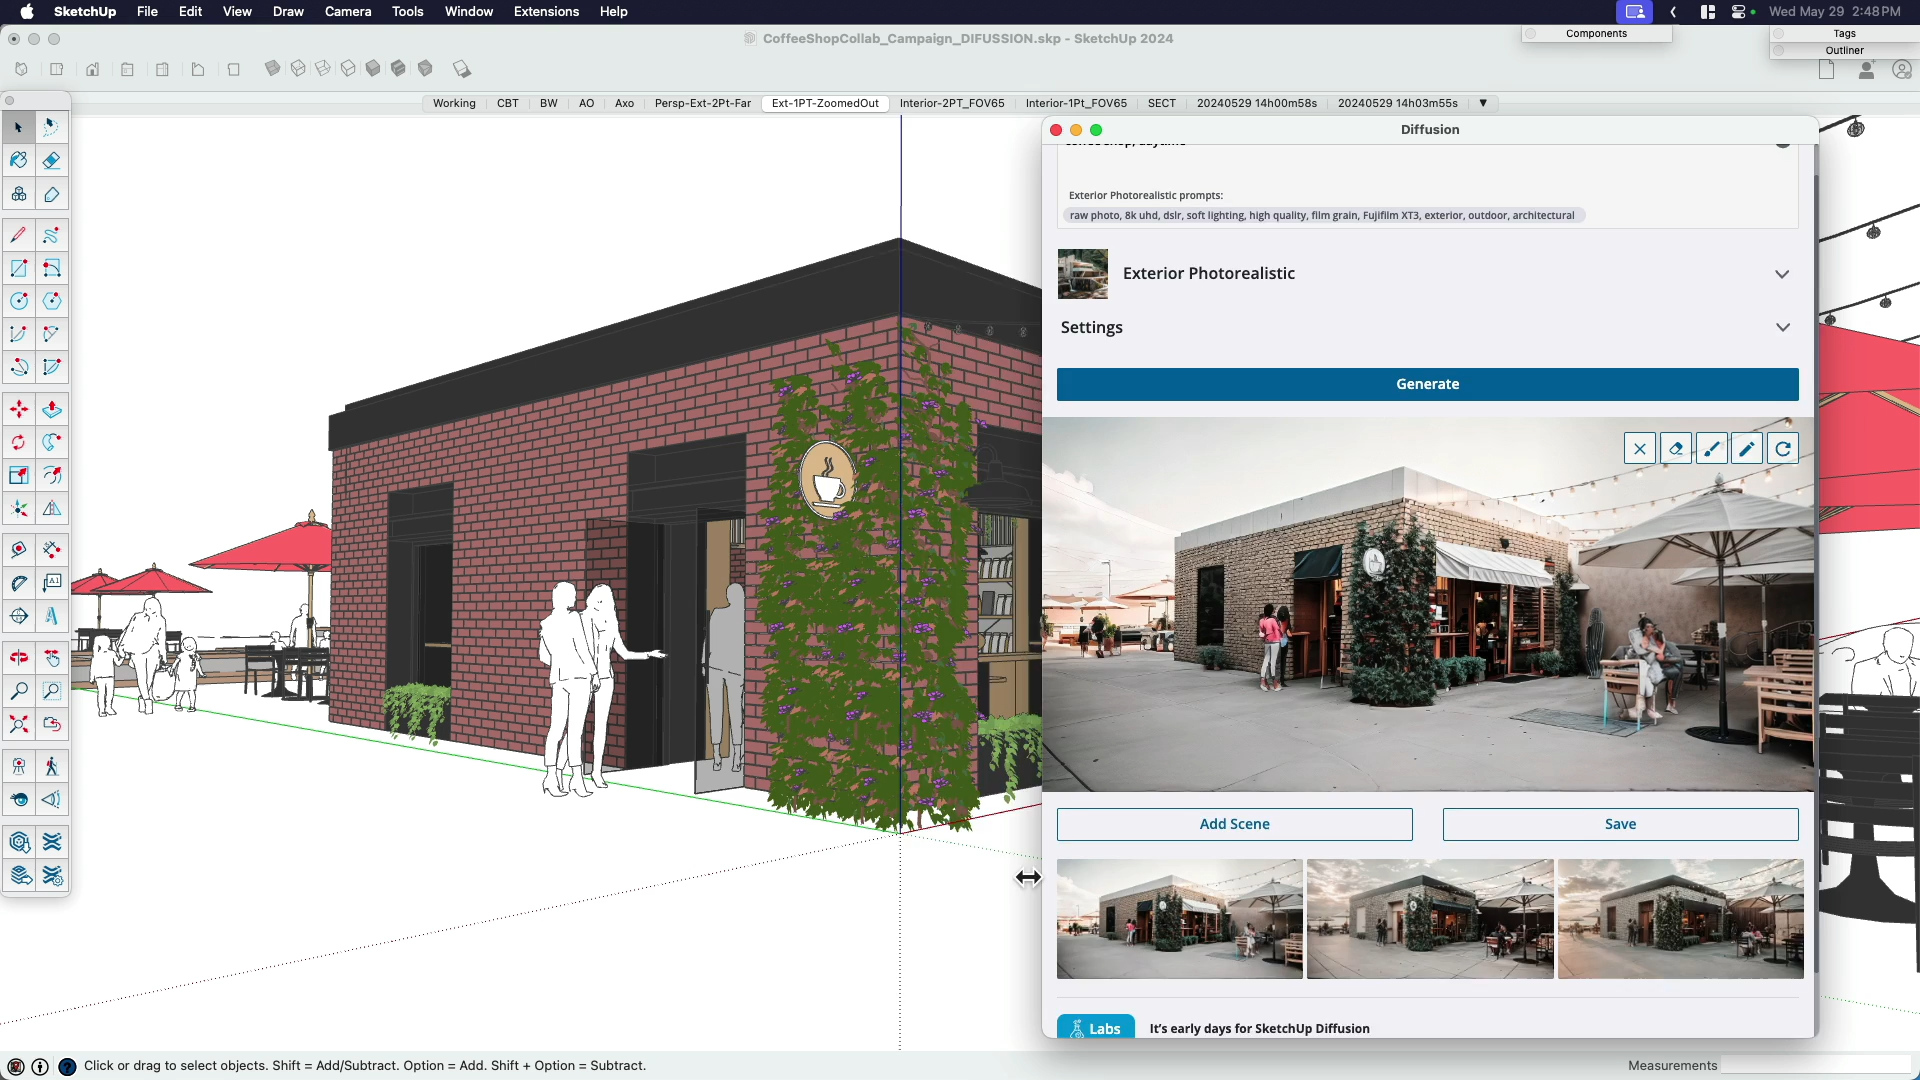 SketchUp File Edit View Draw Camera Tools Window Extensions Help
Wed May 29 2:48PM
CoffeeShopCollab_Campaign_DIFUSSION.skp - SketchUp 2024
Components
Tags
Outliner
Working CBT BW AO Axo Persp-Ext-2Pt-Far Ext-1PT-ZoomedOut Interior-2PT_FOV65 Interior-1Pt_FOV65 SECT 20240529 14h00m58s 20240529 14h03m55s
Diffusion
coffee shop, daytime
Exterior Photorealistic prompts:
raw photo, 8k uhd, dslr, soft lighting, high quality, film grain, Fujifilm XT3, exterior, outdoor, architectural
Exterior Photorealistic
Settings
Generate
Add Scene
Save
Labs
It's early days for SketchUp Diffusion
Click or drag to select objects. Shift = Add/Subtract. Option = Add. Shift + Option = Subtract.
Measurements